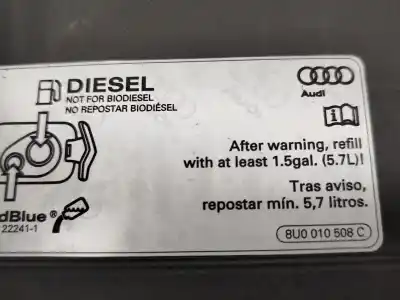 DIESEL
NOT FOR BIODIESEL
NO REPOSTAR BIODIÉSEL
Audi
After warning, refill
with at least 1.5gal. (5.7L)!
Tras aviso,
repostar mín. 5,7 litros.
dBlue®
22241-1
8U0 010 508 C